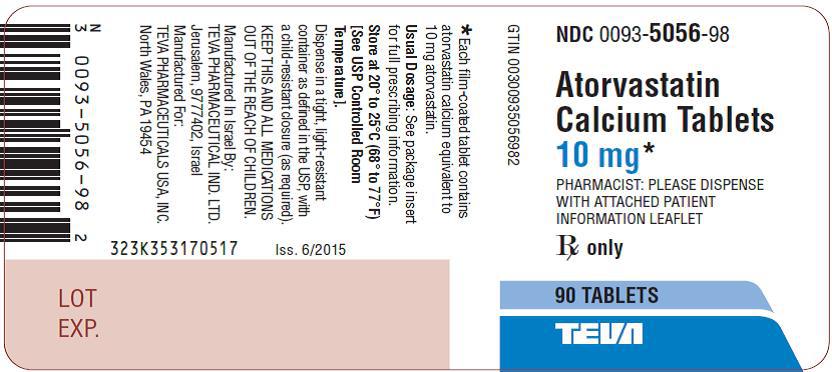 NDC 0093-5056-98
Atorvastatin
Calcium Tablets
10 mg*
PHARMACIST: PLEASE DISPENSE
WITH ATTACHED PATIENT
INFORMATION LEAFLET
Rx only
90 TABLETS
TEVA
GTIN 00300935056982
*Each film-coated tablet contains
atorvastatin calcium equivalent to
10 mg atorvastatin.
Usual Dosage: See package insert
for full prescribing information.
Store at 20° to 25°C (68° to 77°F)
[See USP Controlled Room
Temperature].
Dispense in a tight, light-resistant
container as defined in the USP, with
a child-resistant closure (as required).
KEEP THIS AND ALL MEDICATIONS
OUT OF THE REACH OF CHILDREN.
Manufactured In Israel By:
TEVA PHARMACEUTICAL IND. LTD.
Jerusalem, 9777402, Israel
Manufactured For:
TEVA PHARMACEUTICALS USA, INC.
North Wales, PA 19454
N
3 0093-5056-98 2
323K353170517 Iss. 6/2015
LOT
EXP.